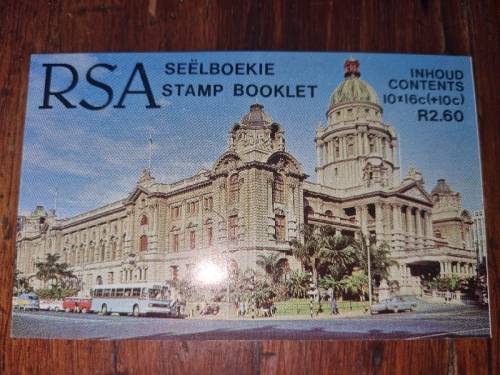 RSA
SEËLBOEKIE
STAMP BOOKLET
INHOUD
CONTENTS
10×16c(+10c)
R2.60